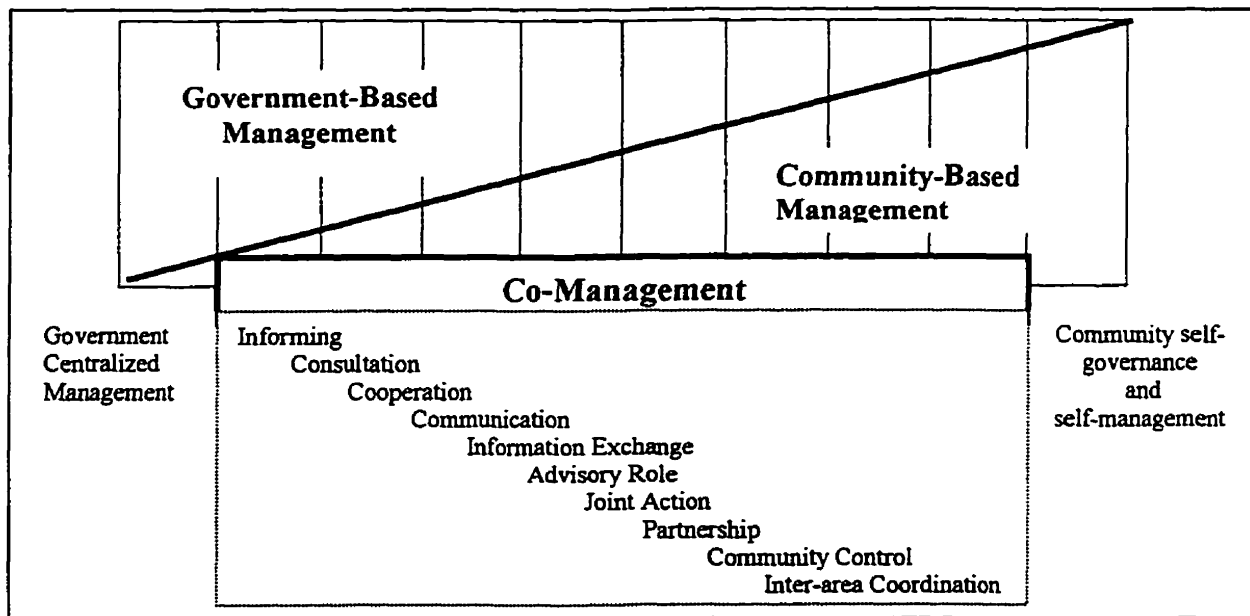 Government-Based
Management
Community-Based
Management
Co-Management
Government
Centralized
Management
Informing
Consultation
Cooperation
Communication
Information Exchange
Advisory Role
Joint Action
Partnership
Community Control
Inter-area Coordination
Community self-
governance
and
self-management